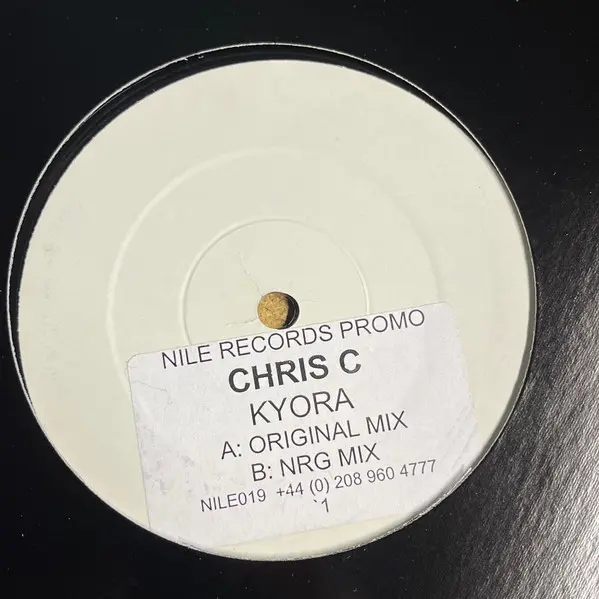 NILE RECORDS PROMO
CHRIS C
KYORA
A: ORIGINAL MIX
B: NRG MIX
NILE019 +44 (0) 208 960 4777
`1